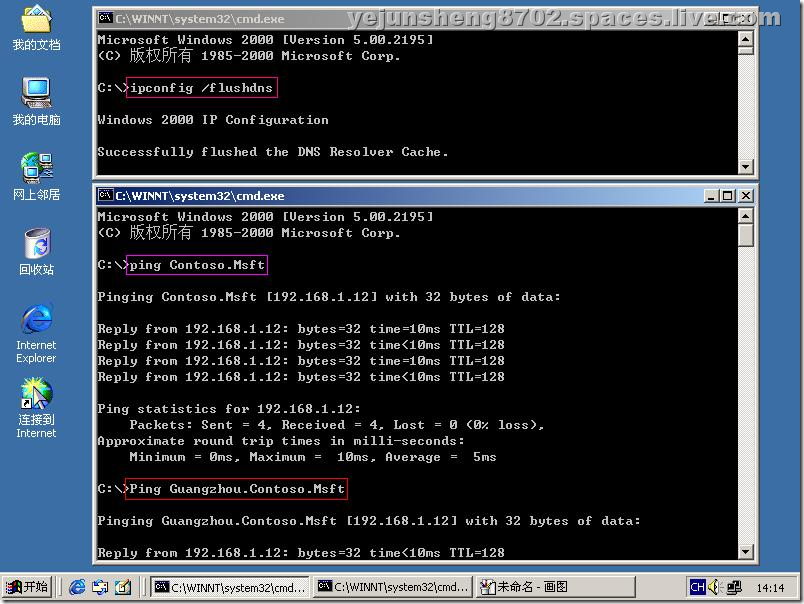 yejunsheng8702.spaces.live.com
我的文档
我的电脑
网上邻居
回收站
Internet
Explorer
连接到
Internet
C:\WINNT\system32\cmd.exe
Microsoft Windows 2000 [Version 5.00.2195]
(C) 版权所有 1985-2000 Microsoft Corp.
C:\>ipconfig /flushdns
Windows 2000 IP Configuration
Successfully flushed the DNS Resolver Cache.
C:\WINNT\system32\cmd.exe
Microsoft Windows 2000 [Version 5.00.2195]
(C) 版权所有 1985-2000 Microsoft Corp.
C:\>ping Contoso.Msft
Pinging Contoso.Msft [192.168.1.12] with 32 bytes of data:
Reply from 192.168.1.12: bytes=32 time=10ms TTL=128
Reply from 192.168.1.12: bytes=32 time<10ms TTL=128
Reply from 192.168.1.12: bytes=32 time=10ms TTL=128
Reply from 192.168.1.12: bytes=32 time<10ms TTL=128
Ping statistics for 192.168.1.12:
Packets: Sent = 4, Received = 4, Lost = 0 (0% loss),
Approximate round trip times in milli-seconds:
Minimum = 0ms, Maximum =  10ms, Average =  5ms
C:\>Ping Guangzhou.Contoso.Msft
Pinging Guangzhou.Contoso.Msft [192.168.1.12] with 32 bytes of data:
Reply from 192.168.1.12: bytes=32 time<10ms TTL=128
开始
C:\WINNT\system32\cmd...
C:\WINNT\system32\cmd...
未命名 - 画图
CH
14:14